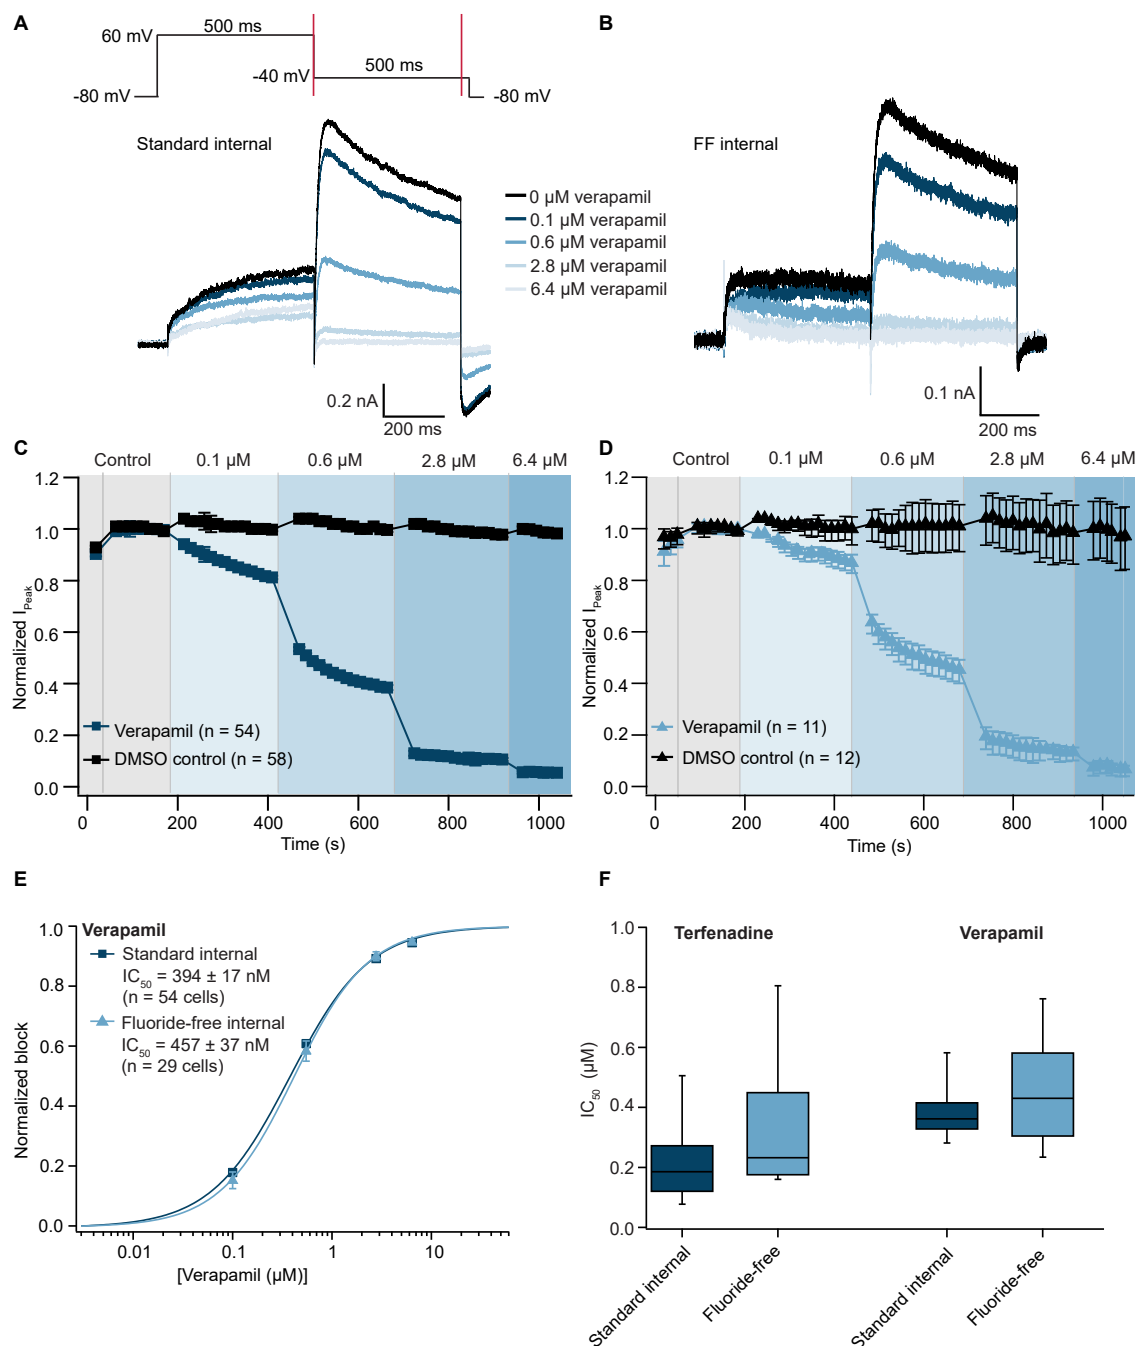 A
B
60 mV
500 ms
-40 mV
500 ms
-80 mV
-80 mV
Standard internal
FF internal
0 µM verapamil
0.1 µM verapamil
0.6 µM verapamil
2.8 µM verapamil
6.4 µM verapamil
0.2 nA
200 ms
0.1 nA
200 ms
C
Control
0.1 µM
0.6 µM
2.8 µM
6.4 µM
1.2
1.0
0.8
0.6
0.4
0.2
0.0
Normalized I_Peak
Verapamil (n = 54)
DMSO control (n = 58)
0
200
400
600
800
1000
Time (s)
D
Control
0.1 µM
0.6 µM
2.8 µM
6.4 µM
1.2
1.0
0.8
0.6
0.4
0.2
0.0
Normalized I_Peak
Verapamil (n = 11)
DMSO control (n = 12)
0
200
400
600
800
1000
Time (s)
E
1.0
0.8
0.6
0.4
0.2
0.0
Normalized block
Verapamil
Standard internal
IC50 = 394 ± 17 nM
(n = 54 cells)
Fluoride-free internal
IC50 = 457 ± 37 nM
(n = 29 cells)
0.01
0.1
1
10
[Verapamil (µM)]
F
1.0
0.8
0.6
0.4
0.2
0.0
IC50 (µM)
Terfenadine
Verapamil
Standard internal
Fluoride-free
Standard internal
Fluoride-free